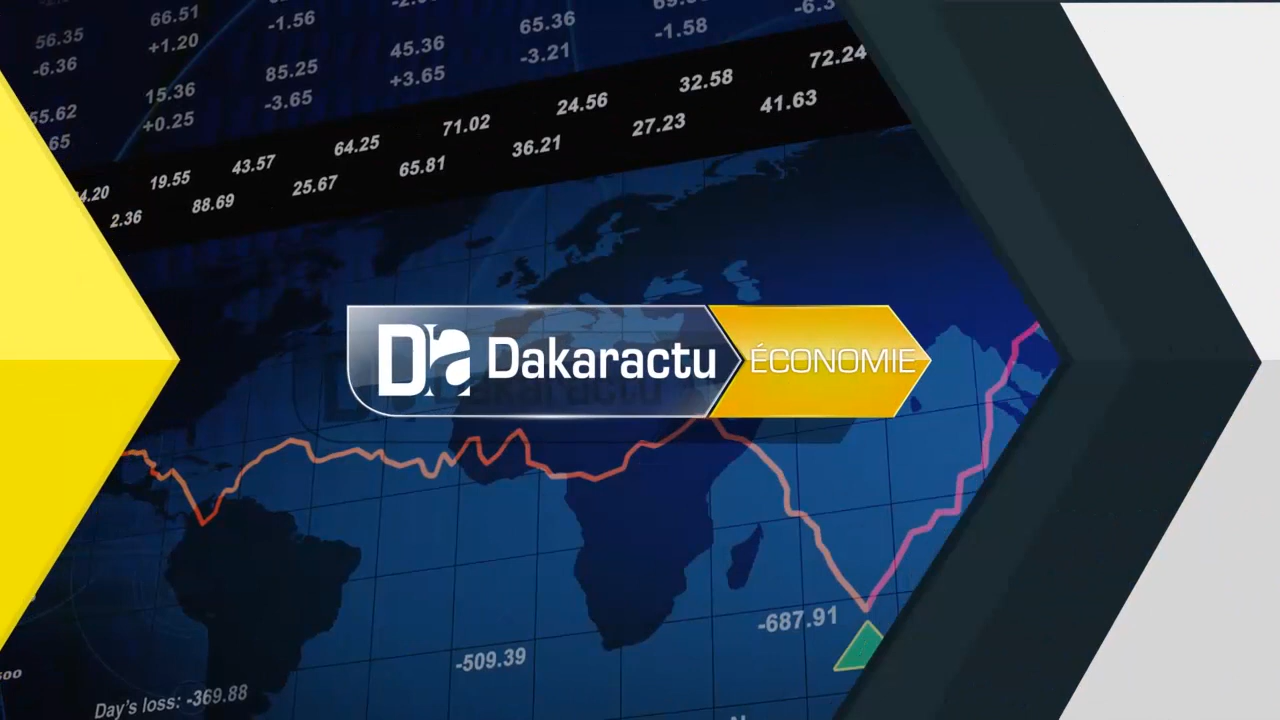 56.35 66.51 -1.56 65.36 -1.58
-6.36 +1.20 85.25 45.36 -3.21
15.36 -3.65 +3.65
+0.25
19.55 43.57 64.25 71.02 24.56 32.58 72.24
2.36 88.69 25.67 65.81 36.21 27.23 41.63
Da Dakaractu ÉCONOMIE
-687.91
-509.39
Day's loss: -369.88